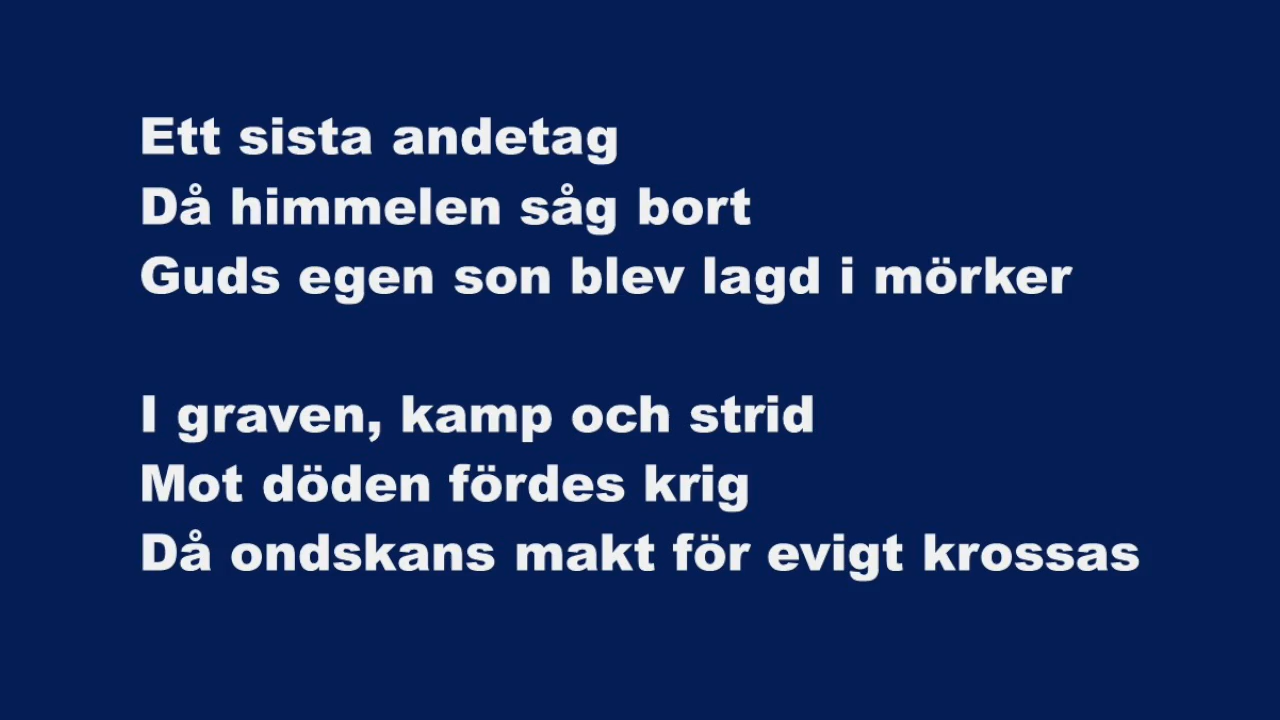 Ett sista andetag
Då himmelen såg bort
Guds egen son blev lagd i mörker
I graven, kamp och strid
Mot döden fördes krig
Då ondskans makt för evigt krossas